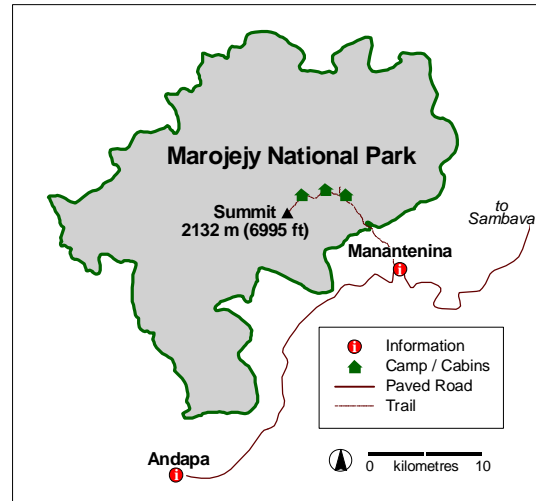 Marojejy National Park
Summit
2132 m (6995 ft)
to
Sambava
Manantenina
i
i Information
Camp / Cabins
Paved Road
Trail
Andapa
i
0 kilometres 10